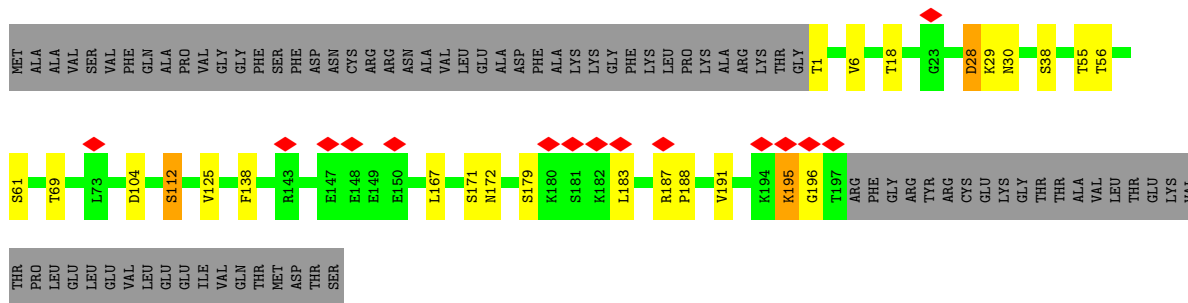 MET ALA ALA VAL SER VAL PHE GLN ALA PRO VAL GLY GLY PHE SER PHE ASP ASN CYS ARG ARG ASN ALA VAL LEU GLU ALA ASP PHE ALA LYS LYS GLY PHE LYS LEU PRO LYS ALA ARG LYS THR GLY T1 V6 T18 G23 D28 K29 N30 S38 T55 T56
S61 T69 L73 D104 S112 V125 F138 R143 E147 E148 E149 E150 L167 S171 N172 S179 K180 S181 K182 L183 R187 P188 V191 K194 K195 G196 T197 ARG PHE GLY ARG TYR ARG CYS GLU LYS GLY THR THR ALA VAL LEU THR GLU LYS VAL
THR PRO LEU GLU LEU GLU VAL LEU GLU GLU ILE VAL GLN THR MET ASP THR SER